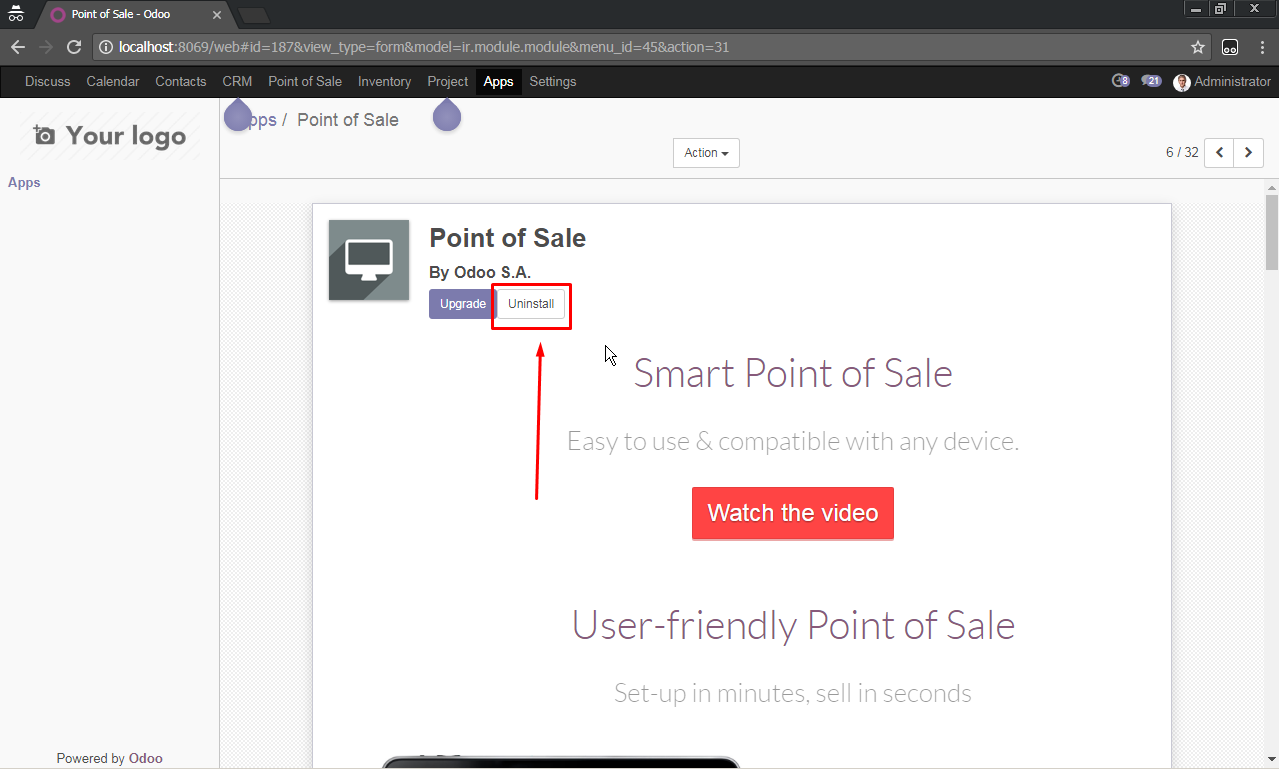 Point of Sale - Odoo
localhost:8069/web#id=187&view_type=form&model=ir.module.module&menu_id=45&action=31
Discuss Calendar Contacts CRM Point of Sale Inventory Project Apps Settings 8 21 Administrator
Your logo
pps / Point of Sale
Action
6 / 32
Apps
Point of Sale
By Odoo S.A.
Upgrade Uninstall
Smart Point of Sale
Easy to use & compatible with any device.
Watch the video
User-friendly Point of Sale
Set-up in minutes, sell in seconds
Powered by Odoo